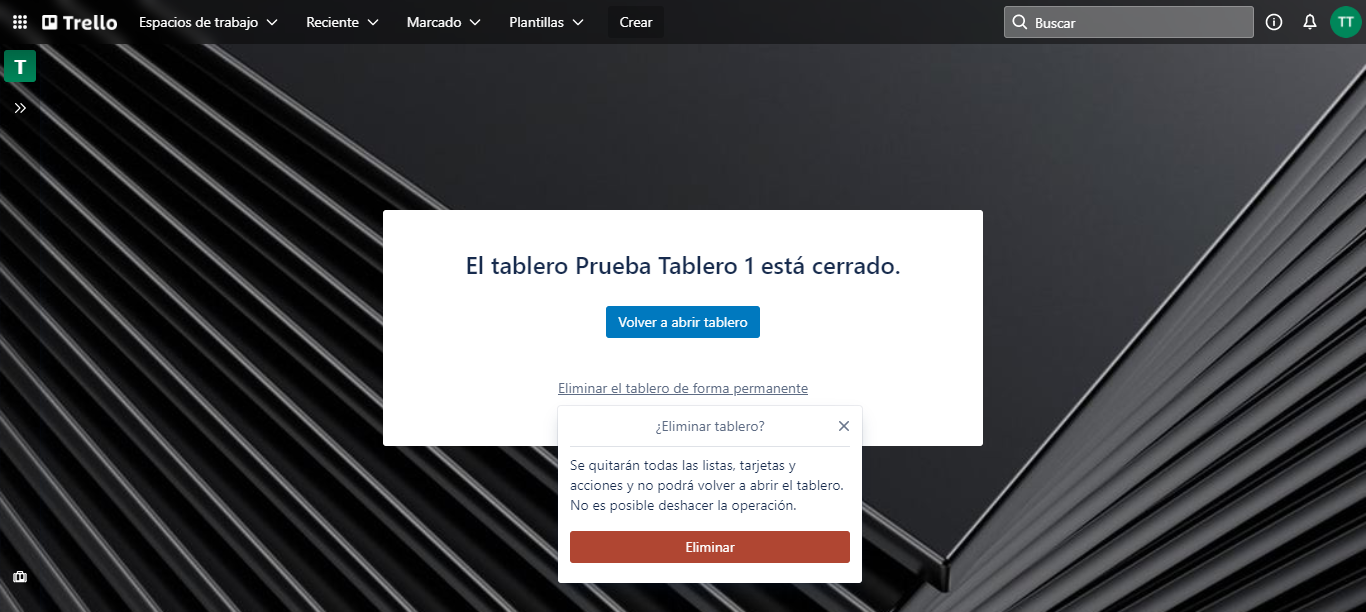 Trello Espacios de trabajo Reciente Marcado Plantillas Crear Buscar TT
T
El tablero Prueba Tablero 1 está cerrado.
Volver a abrir tablero
Eliminar el tablero de forma permanente
¿Eliminar tablero?
Se quitarán todas las listas, tarjetas y
acciones y no podrá volver a abrir el tablero.
No es posible deshacer la operación.
Eliminar